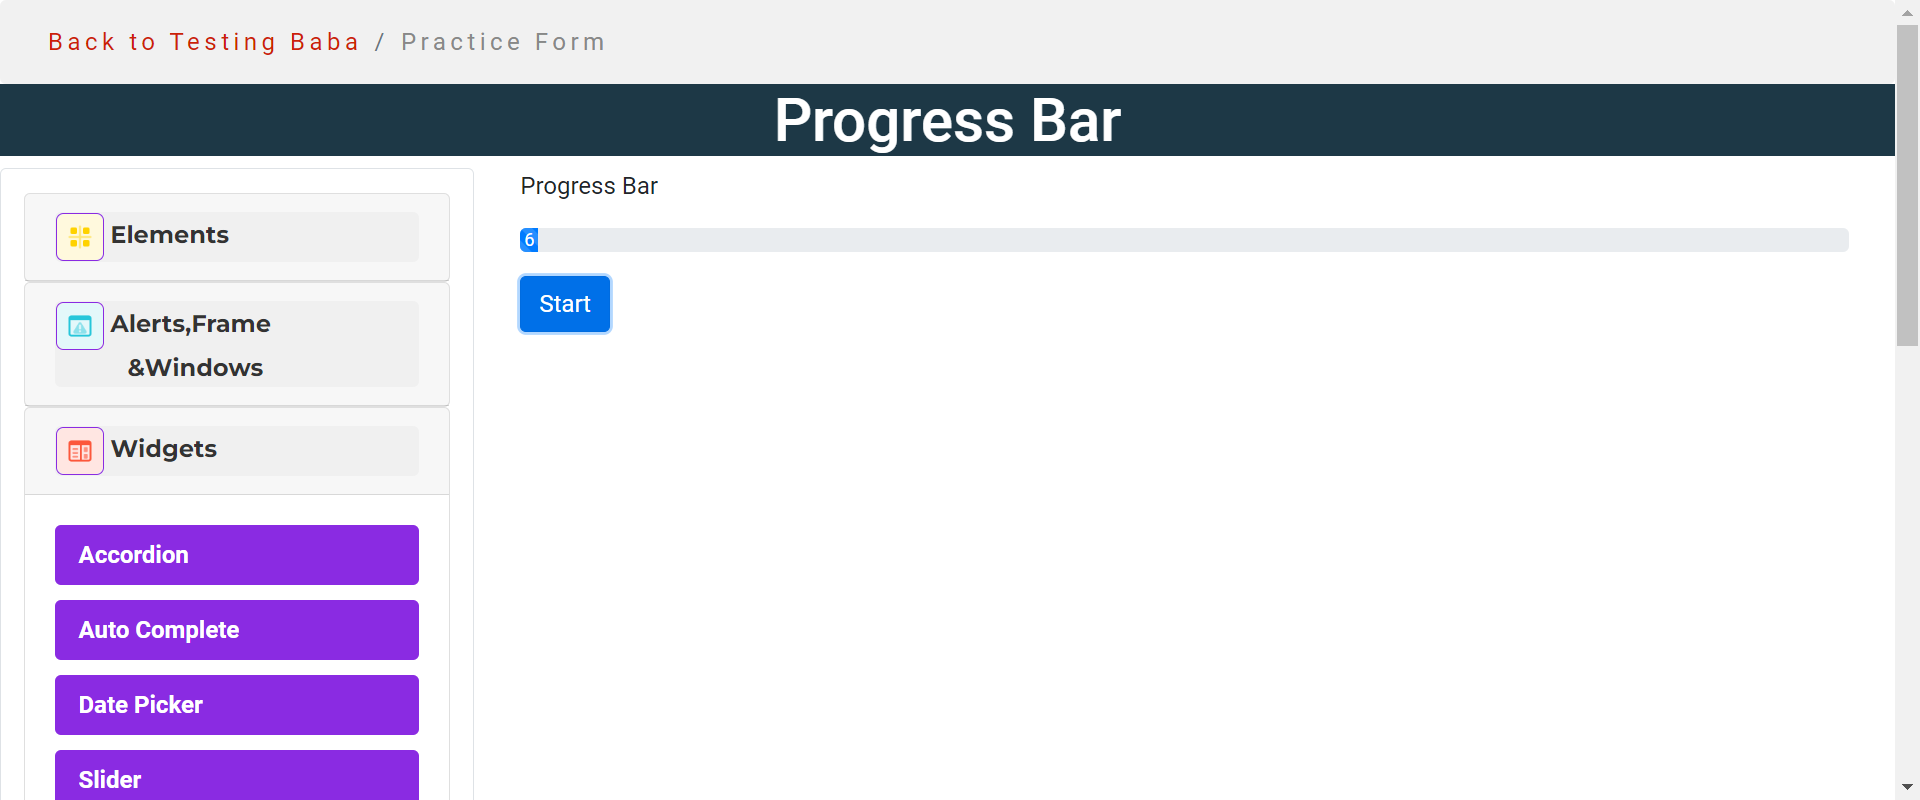 Back to Testing Baba / Practice Form
Progress Bar
Elements
Alerts,Frame
&Windows
Widgets
Accordion
Auto Complete
Date Picker
Slider
Progress Bar
6
Start